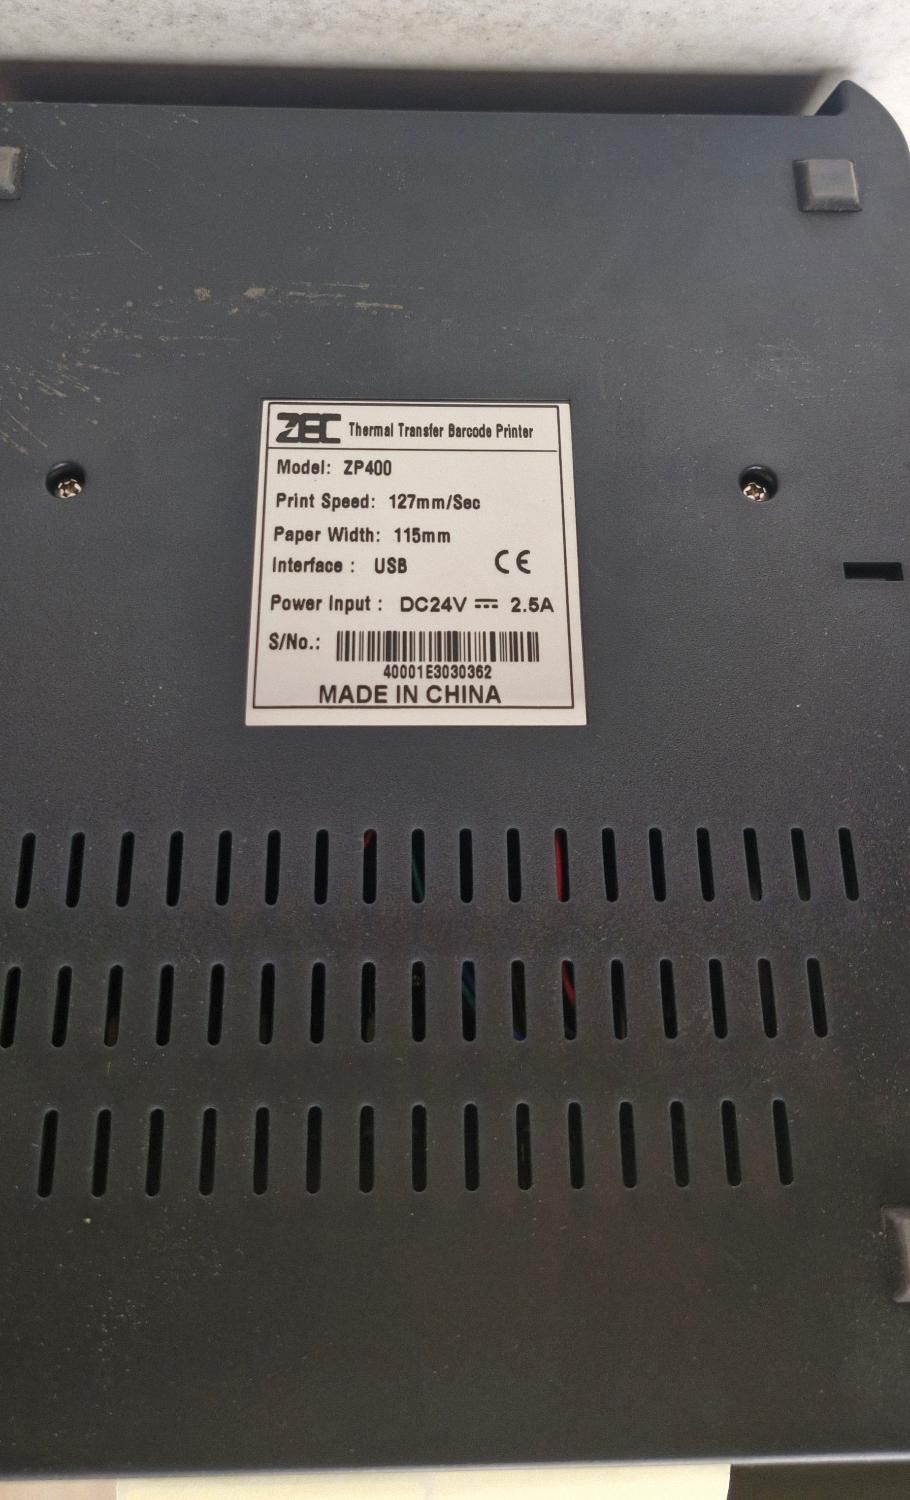 ZEC Thermal Transfer Barcode Printer
Model: ZP400
Print Speed: 127mm/Sec
Paper Width: 115mm
Interface : USB CE
Power Input : DC24V ⎓ 2.5A
S/No.:
40001E3030362
MADE IN CHINA